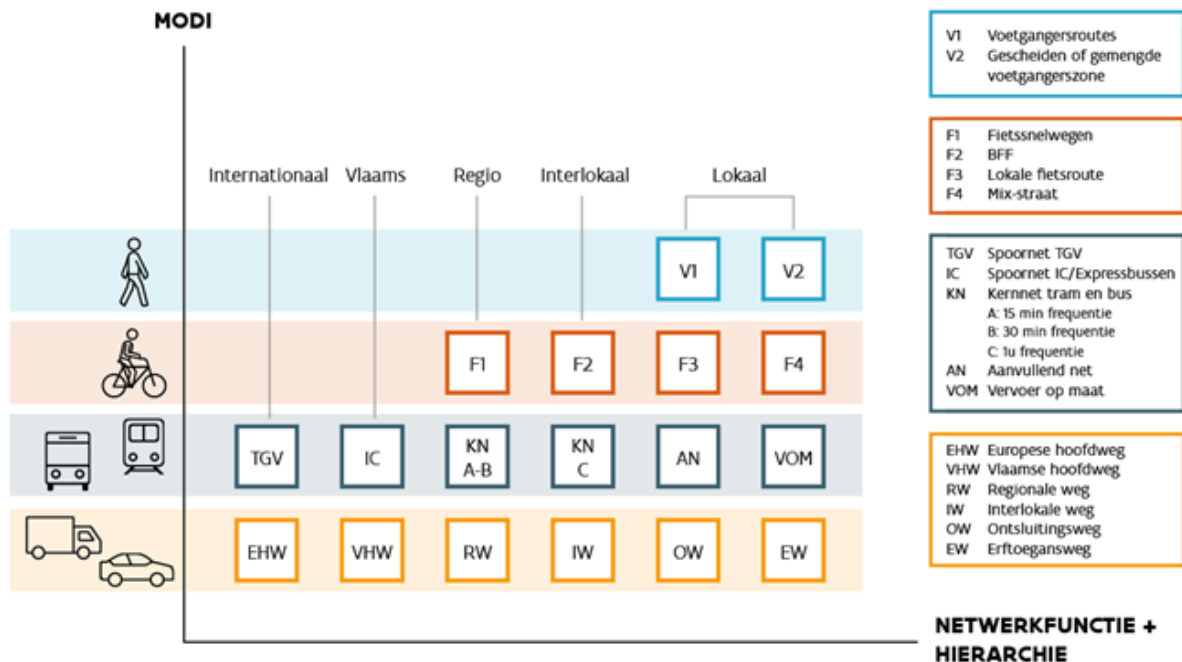 MODI
Internationaal
Vlaams
Regio
Interlokaal
Lokaal
V1
V2
F1
F2
F3
F4
TGV
IC
KN
A-B
KN
C
AN
VOM
EHW
VHW
RW
IW
OW
EW
NETWERKFUNCTIE +
HIERARCHIE
V1 Voetgangersroutes
V2 Gescheiden of gemengde
voetgangerszone
F1 Fietssnelwegen
F2 BFF
F3 Lokale fietsroute
F4 Mix-straat
TGV Spoornet TGV
IC Spoornet IC/Expressbussen
KN Kernnet tram en bus
A: 15 min frequentie
B: 30 min frequentie
C: 1u frequentie
AN Aanvullend net
VOM Vervoer op maat
EHW Europese hoofdweg
VHW Vlaamse hoofdweg
RW Regionale weg
IW Interlokale weg
OW Ontsluitingsweg
EW Erftoegansweg